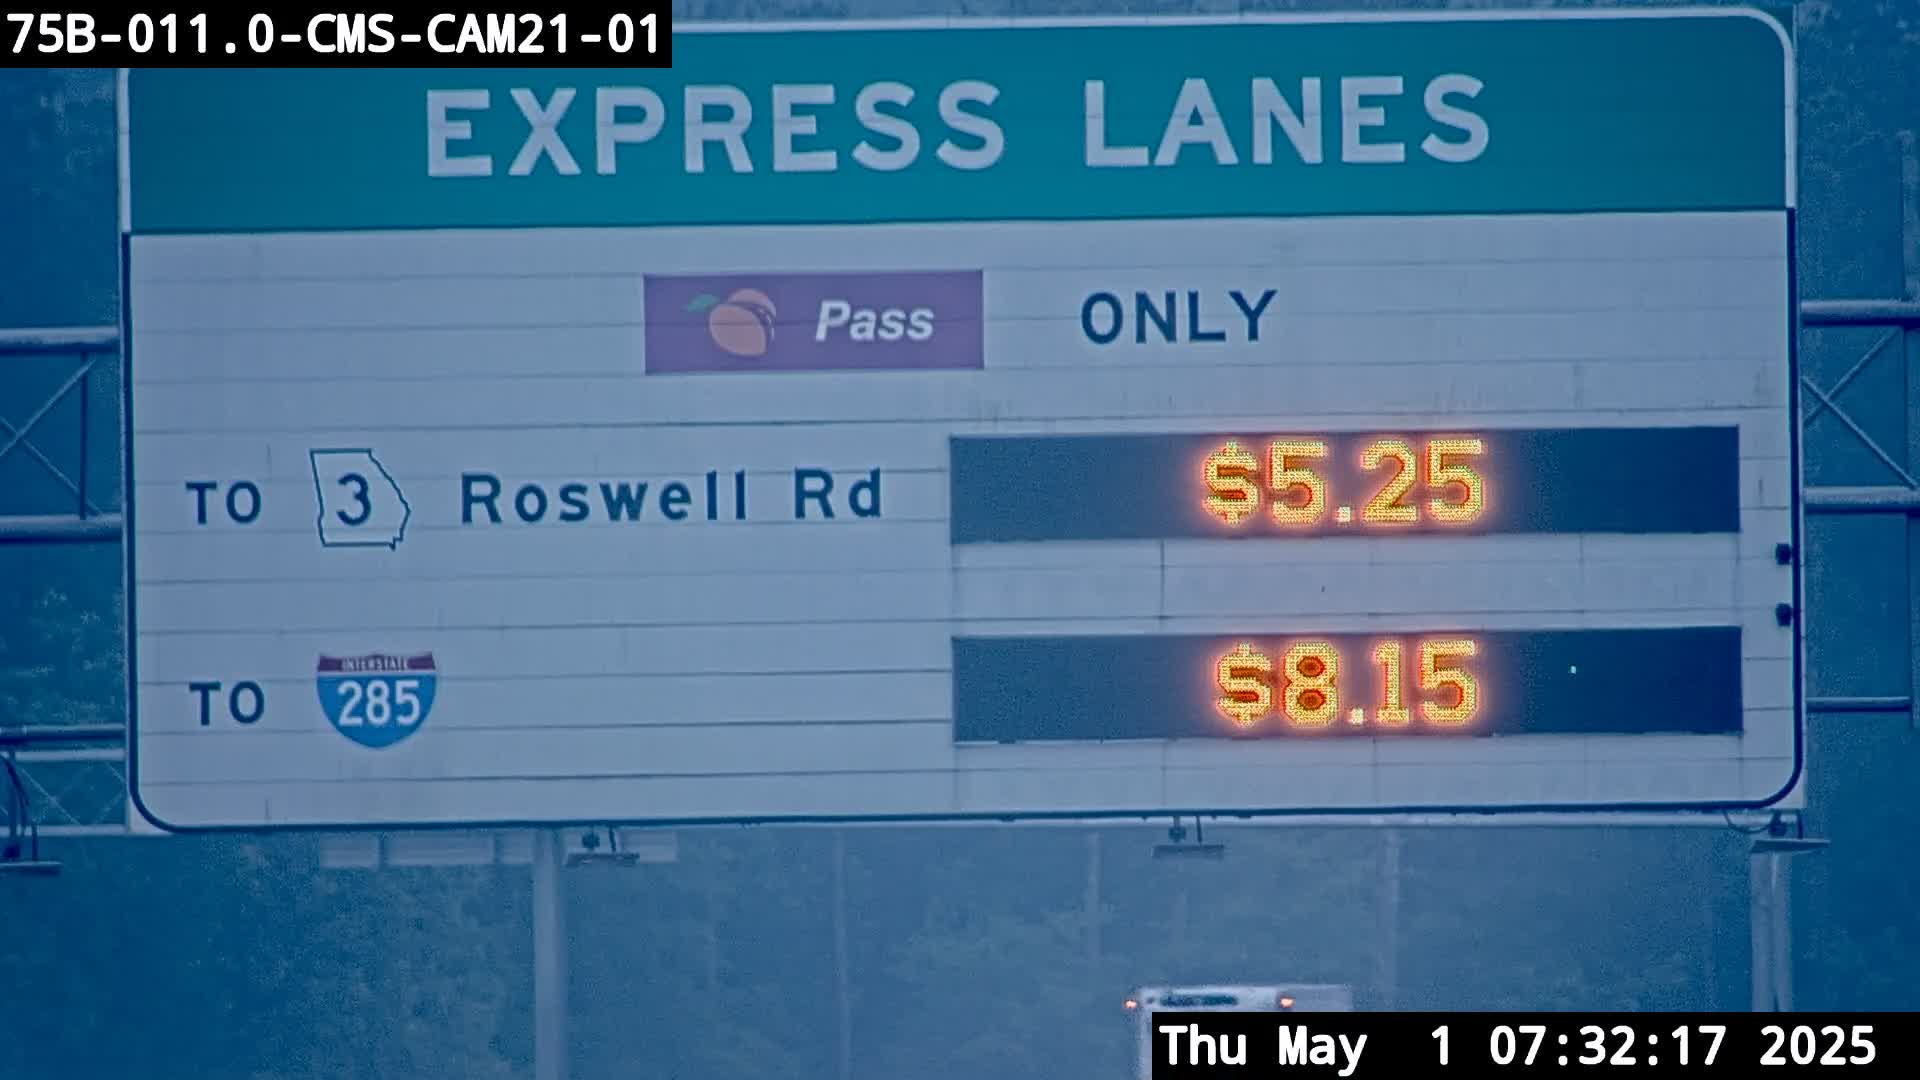 75B-011.0-CMS-CAM21-01
EXPRESS LANES
Pass ONLY
TO 3 Roswell Rd $5.25
INTERSTATE
TO 285 $8.15
Thu May 1 07:32:17 2025